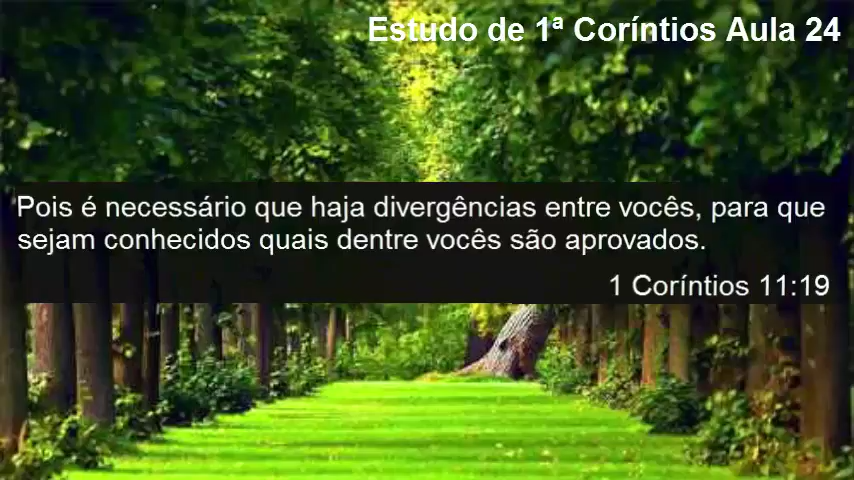 Estudo de 1ª Coríntios Aula 24
Pois é necessário que haja divergências entre vocês, para que
sejam conhecidos quais dentre vocês são aprovados.
1 Coríntios 11:19